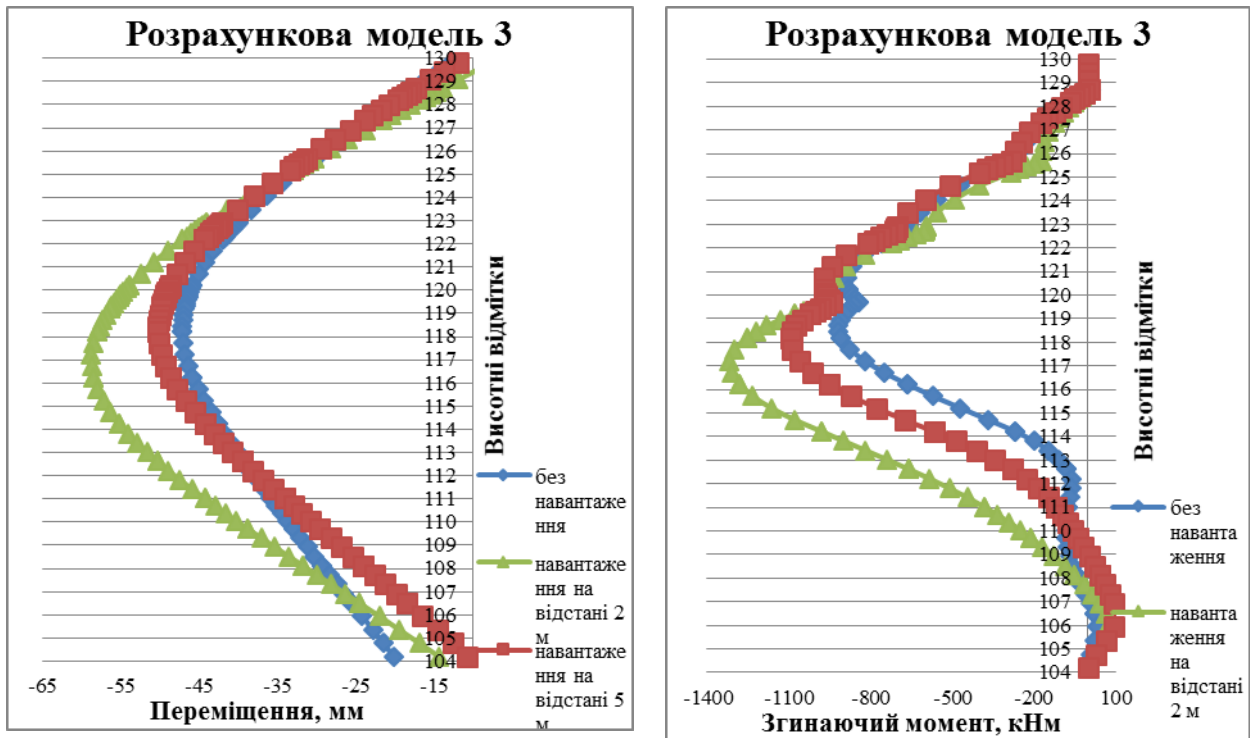 Розрахункова модель 3
130
129
128
127
126
125
124
123
122
121
120
119
118
117
116
115
114
113
112
111
110
109
108
107
106
105
104
-65 -55 -45 -35 -25 -15
Переміщення, мм
Висотні відмітки
без
навантаже
ння
навантаже
ння на
відстані 2
м
навантаже
ння на
відстані 5
м
Розрахункова модель 3
130
129
128
127
126
125
124
123
122
121
120
119
118
117
116
115
114
113
112
111
110
109
108
107
106
105
104
-1400 -1100 -800 -500 -200 100
Згинаючий момент, кНм
Висотні відмітки
без
наванта
ження
наванта
ження
на
відстані
2 м